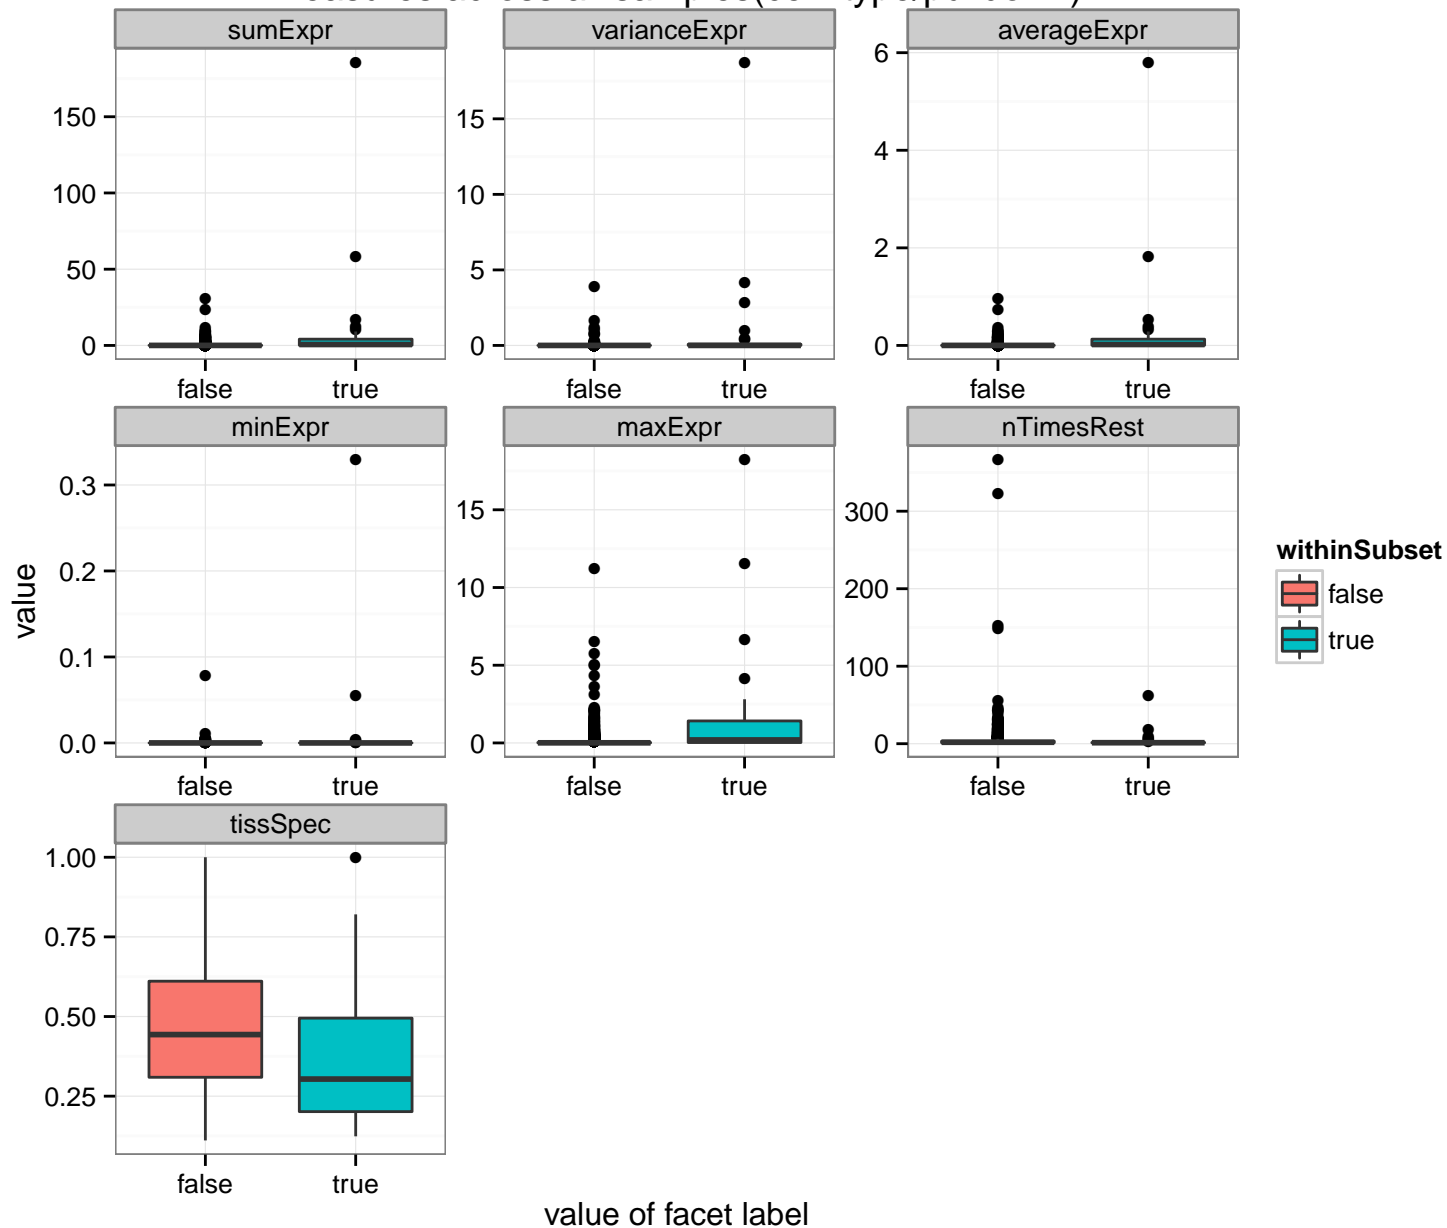 sumExpr varianceExpr averageExpr
150
100
50
0
15
10
5
0
6
4
2
0
false true false true false true
minExpr maxExpr nTimesRest
0.3
0.2
0.1
0.0
15
10
5
0
300
200
100
0
false true false true false true
tissSpec
1.00
0.75
0.50
0.25
false true
value
value of facet label
withinSubset
false
true